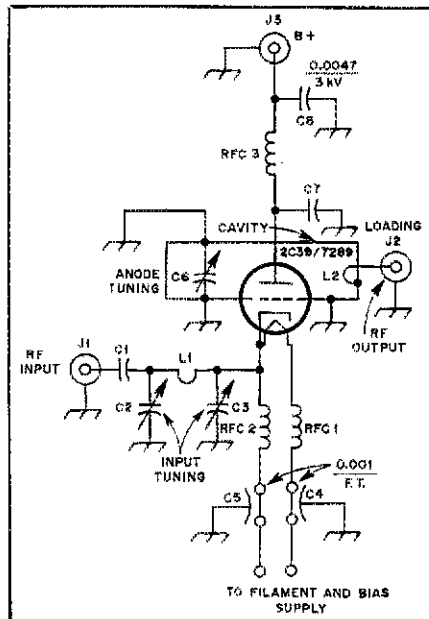 J3
B+
0.0047
3 kV
C8
RFC 3
C7
CAVITY
2C39/7289
LOADING
J2
ANODE
TUNING
C6
L2
RF
OUTPUT
RF
INPUT
J1
C1
L1
C2
C3
INPUT
TUNING
RFC 2
RFC 1
0.001
F.T.
C5
C4
TO FILAMENT AND BIAS
SUPPLY